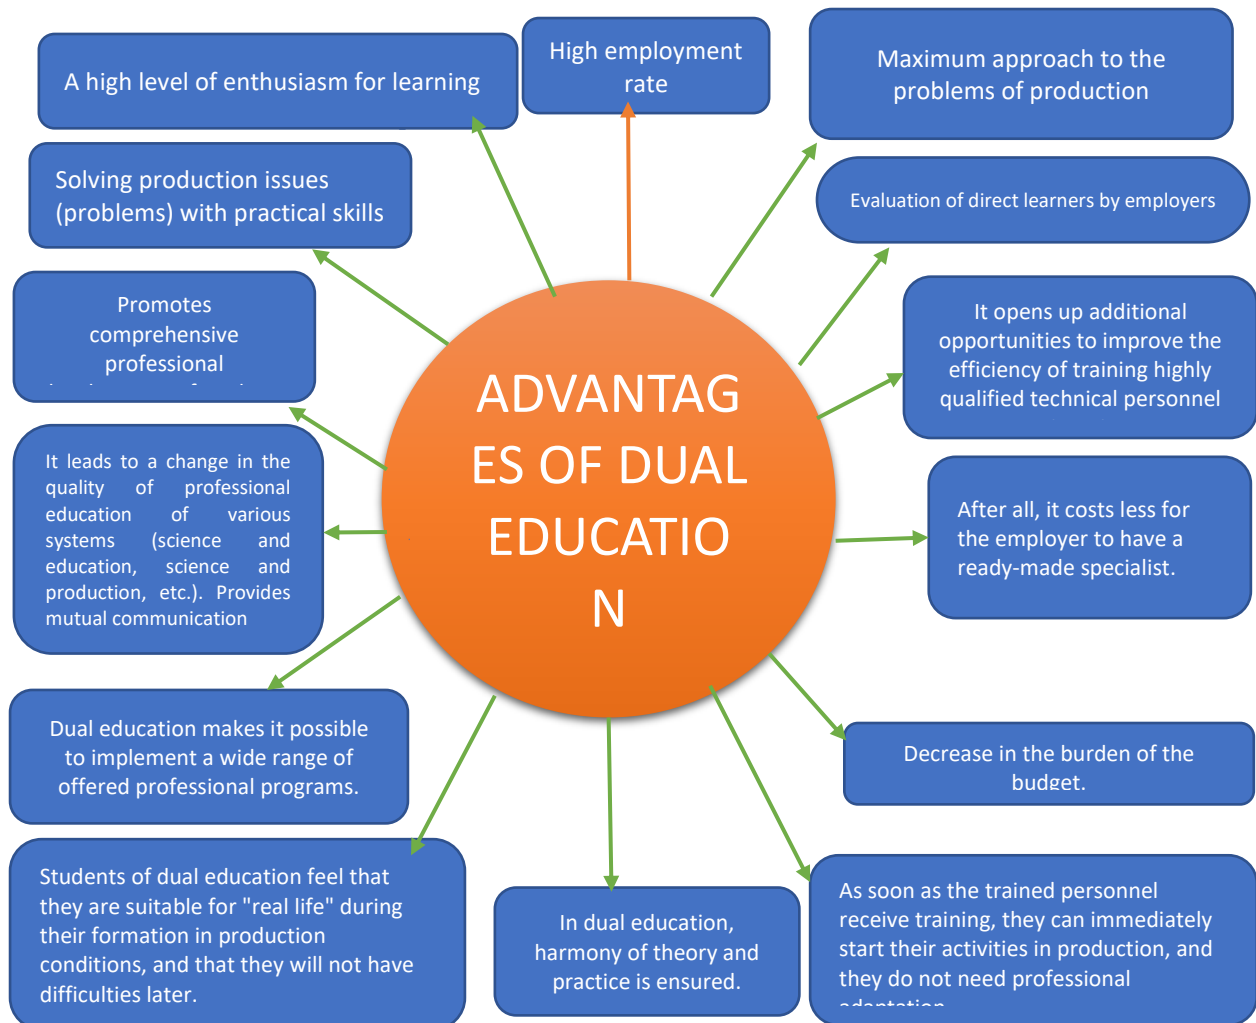 A high level of enthusiasm for learning
High employment
rate
Maximum approach to the
problems of production
Solving production issues
(problems) with practical skills
Evaluation of direct learners by employers
Promotes
comprehensive
professional
It opens up additional
opportunities to improve the
efficiency of training highly
qualified technical personnel
ADVANTAG
ES OF DUAL
EDUCATIO
N
It leads to a change in the
quality of professional
education of various
systems (science and
education, science and
production, etc.). Provides
mutual communication
After all, it costs less for
the employer to have a
ready-made specialist.
Dual education makes it possible
to implement a wide range of
offered professional programs.
Decrease in the burden of the
budget.
Students of dual education feel that
they are suitable for "real life" during
their formation in production
conditions, and that they will not have
difficulties later.
In dual education,
harmony of theory and
practice is ensured.
As soon as the trained personnel
receive training, they can immediately
start their activities in production, and
they do not need professional
adaptation